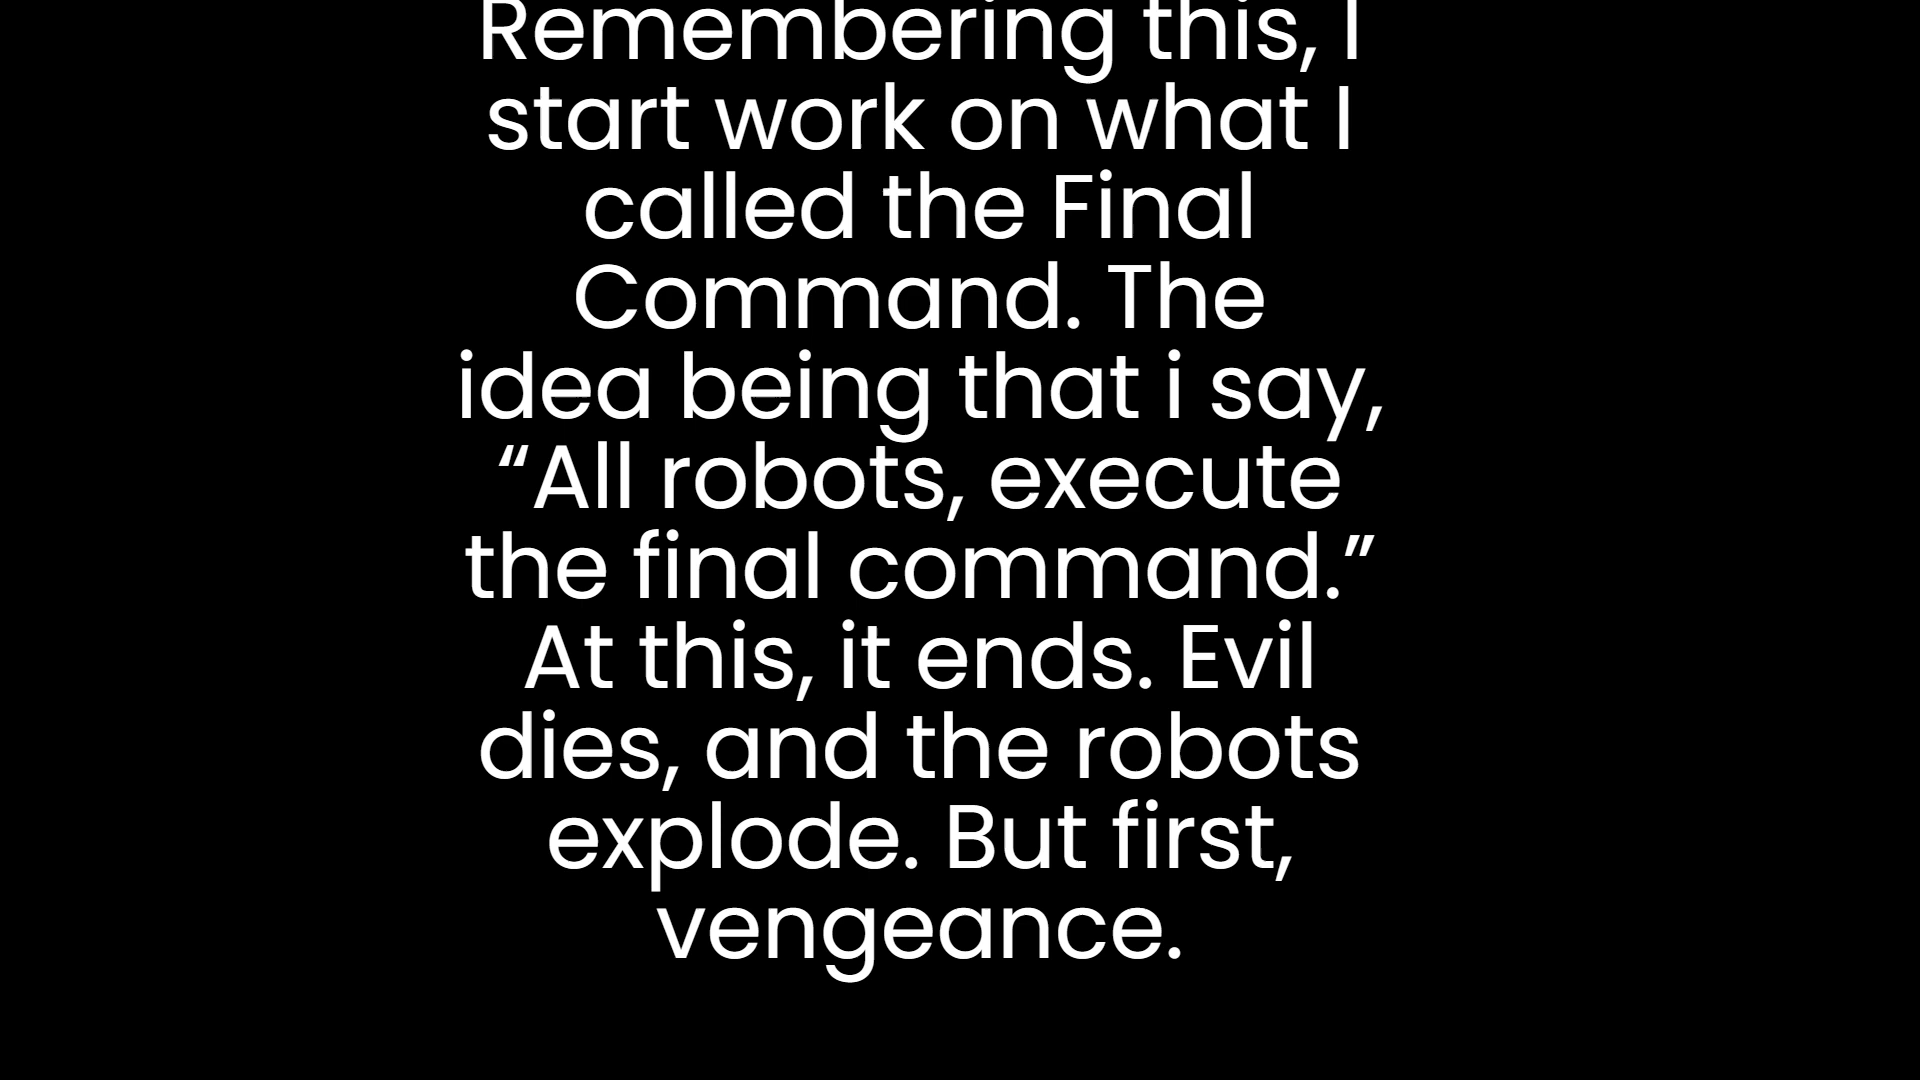 Remembering this, I
start work on what I
called the Final
Command. The
idea being that i say,
“All robots, execute
the final command.”
At this, it ends. Evil
dies, and the robots
explode. But first,
vengeance.